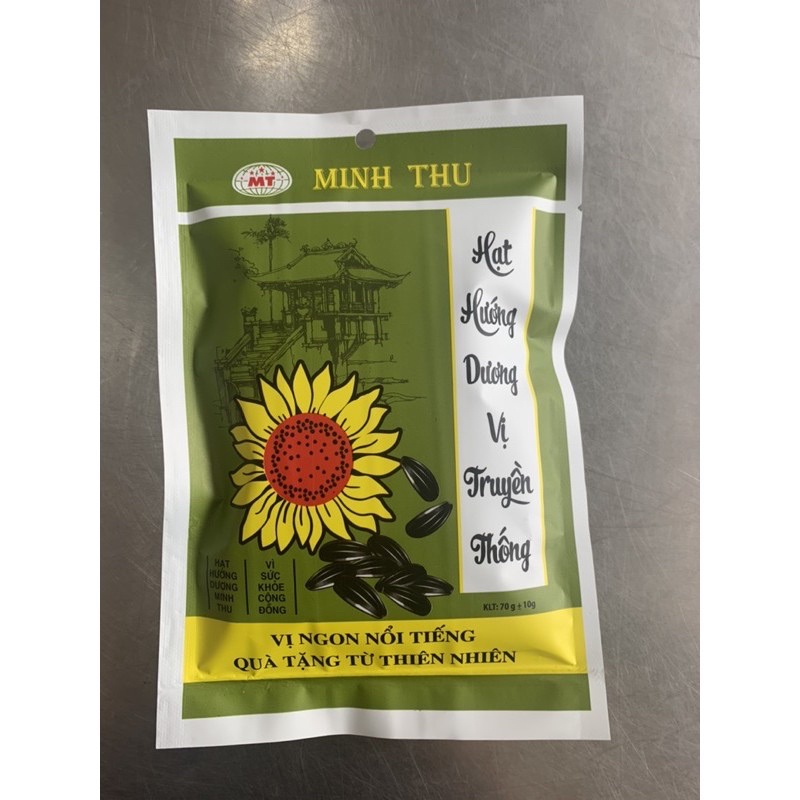 MT
MINH THU
Hạt
Hướng
Dương
Vị
Truyền
Thống
HẠT
HƯỚNG
DƯƠNG
MINH
THU
VÌ
SỨC
KHỎE
CỘNG
ĐỒNG
KLT: 70 g ± 10g
VỊ NGON NỔI TIẾNG
QUÀ TẶNG TỪ THIÊN NHIÊN